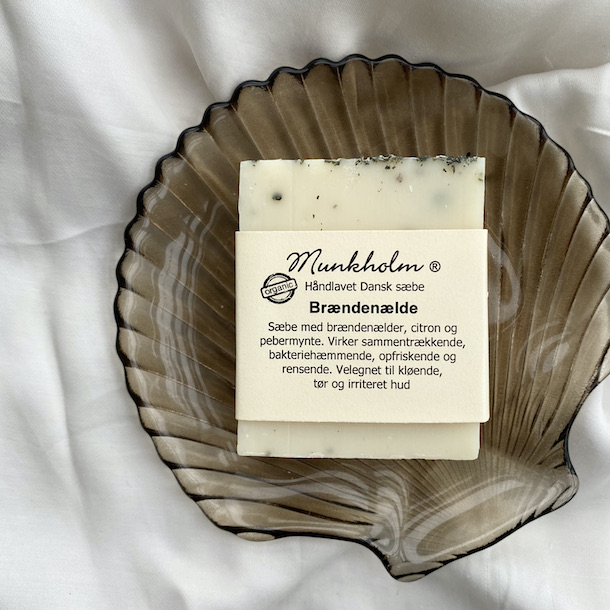 Munkholm ®
organic
Håndlavet Dansk sæbe
Brændenælde
Sæbe med brændenælder, citron og
pebermynte. Virker sammentrækkende,
bakteriehæmmende, opfriskende og
rensende. Velegnet til kløende,
tør og irriteret hud